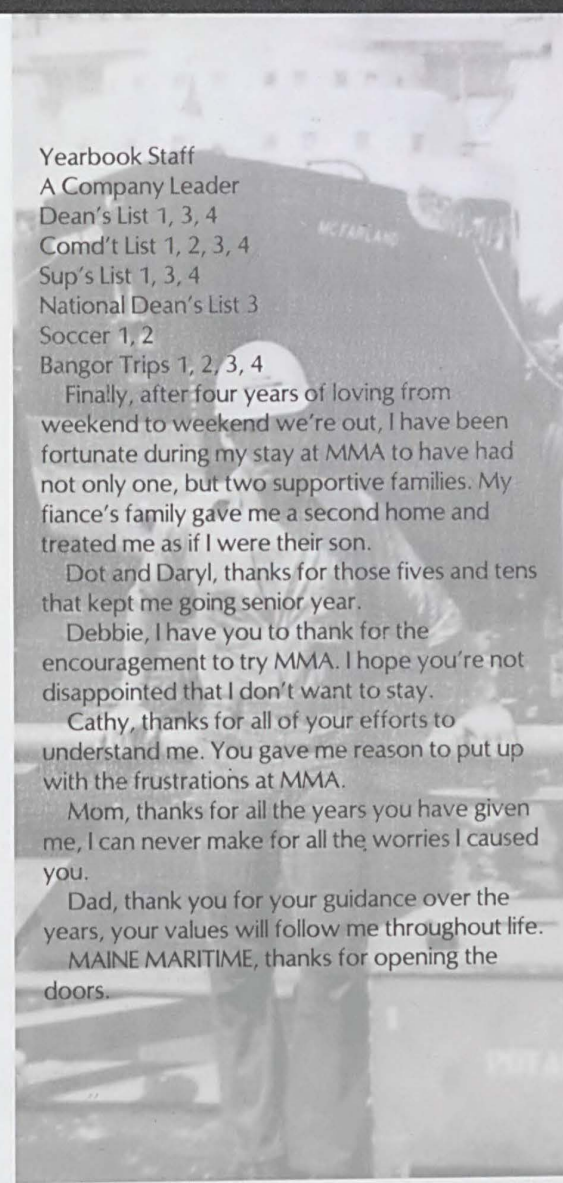 Yearbook Staff
A Company Leader
Dean's List 1, 3, 4
MCFARLAND
Comd't List 1, 2, 3, 4
Sup's List 1, 3, 4
National Dean's List 3
Soccer 1, 2
Bangor Trips 1, 2, 3, 4
Finally, after four years of loving from
weekend to weekend we're out, I have been
fortunate during my stay at MMA to have had
not only one, but two supportive families. My
fiance's family gave me a second home and
treated me as if I were their son.
Dot and Daryl, thanks for those fives and tens
that kept me going senior year.
Debbie, I have you to thank for the
encouragement to try MMA. I hope you're not
disappointed that I don't want to stay.
Cathy, thanks for all of your efforts to
understand me. You gave me reason to put up
with the frustrations at MMA.
Mom, thanks for all the years you have given
me, I can never make for all the worries I caused
you.
Dad, thank you for your guidance over the
years, your values will follow me throughout life.
MAINE MARITIME, thanks for opening the
doors.